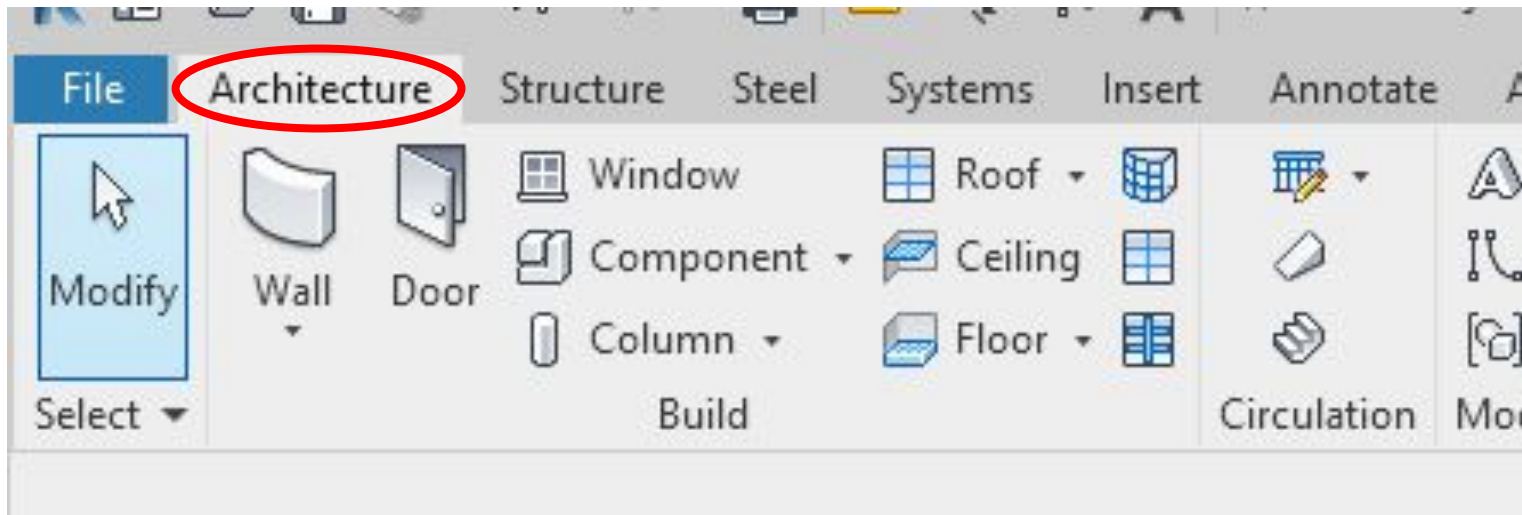 File Architecture Structure Steel Systems Insert Annotate
Modify Wall Door Window Roof
Component Ceiling
Column Floor
Select Build Circulation